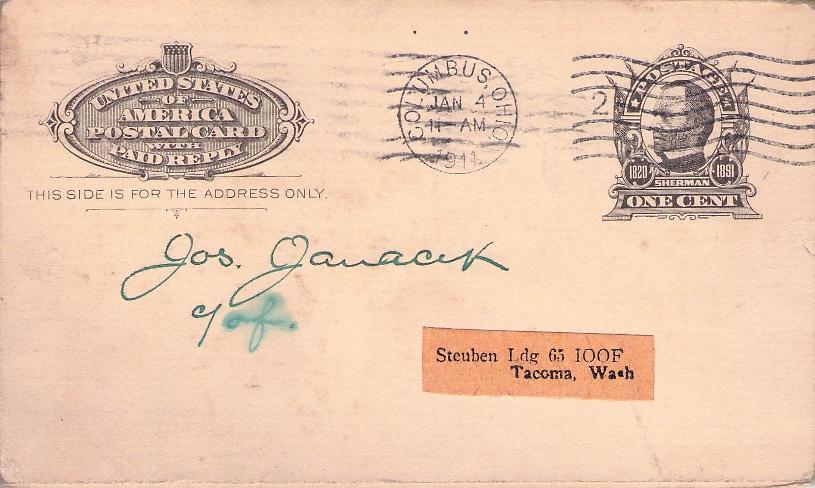 UNITED STATES
OF
AMERICA
POSTAL CARD
WITH
PAID REPLY
THIS SIDE IS FOR THE ADDRESS ONLY.
COLUMBUS, OHIO
JAN 4
11 AM
1911
2
POSTAGE
1820 1891
SHERMAN
ONE CENT
Jos. Janacek
Steuben Ldg 65 IOOF
Tacoma, Wash